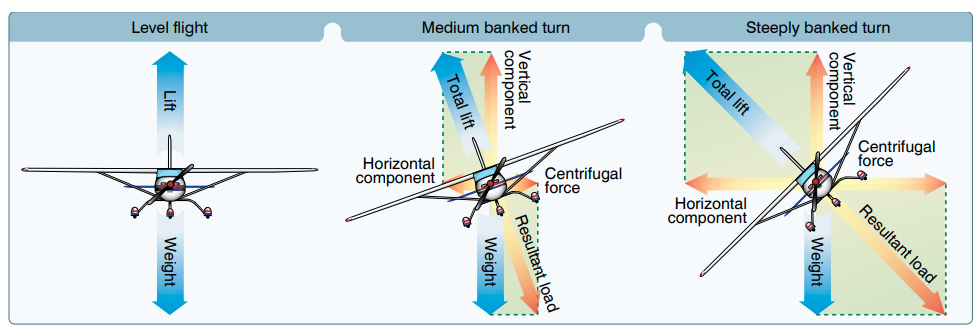 Level flight
Medium banked turn
Steeply banked turn
Lift
Weight
Total lift
Vertical
component
Horizontal
component
Centrifugal
force
Weight
Resultant load
Total lift
Vertical
component
Centrifugal
force
Horizontal
component
Weight
Resultant load